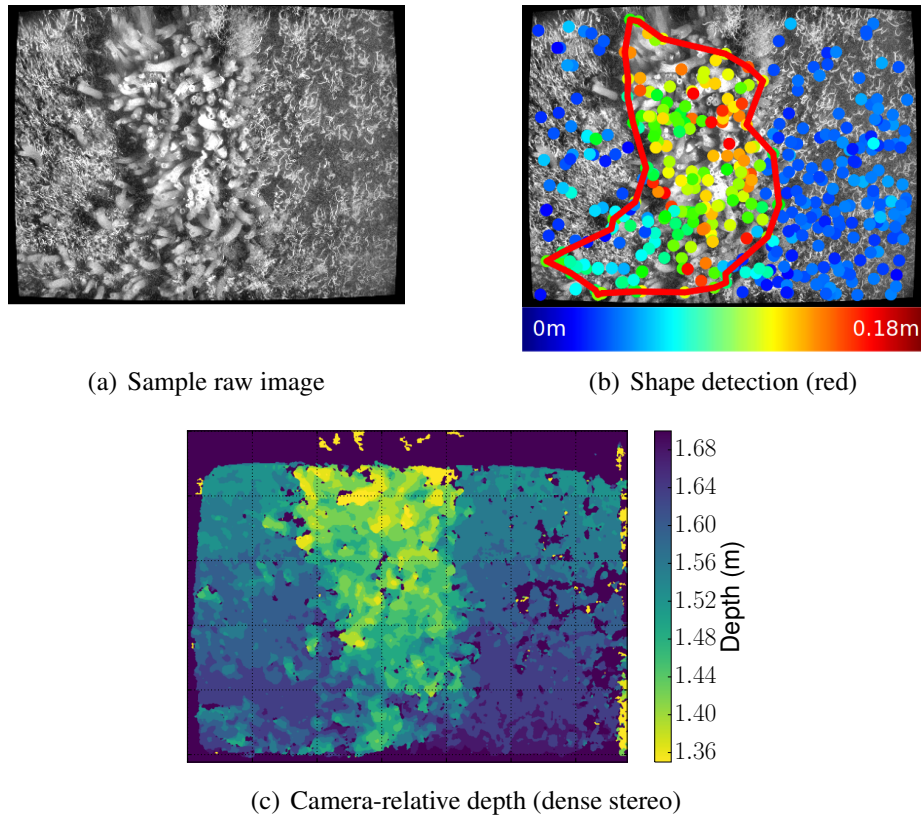 0m 0.18m
(a) Sample raw image
(b) Shape detection (red)
1.68
1.64
1.60
1.56
1.52
1.48
1.44
1.40
1.36
Depth (m)
(c) Camera-relative depth (dense stereo)